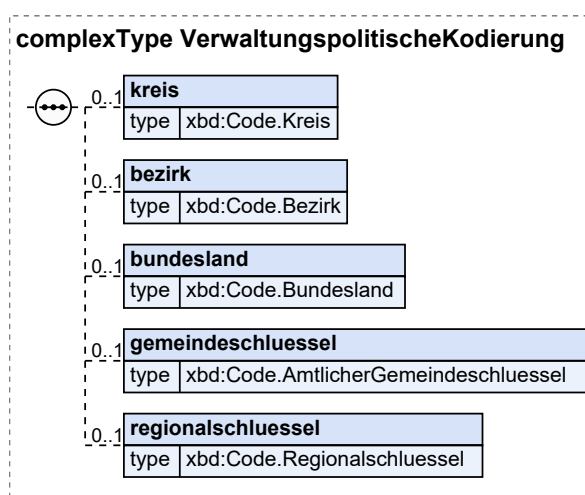 complexType VerwaltungspolitischeKodierung
0..1 kreis
type xbd:Code.Kreis
0..1 bezirk
type xbd:Code.Bezirk
0..1 bundesland
type xbd:Code.Bundesland
0..1 gemeindeschluessel
type xbd:Code.AmtlicherGemeindeschluessel
0..1 regionalschluessel
type xbd:Code.Regionalschluessel